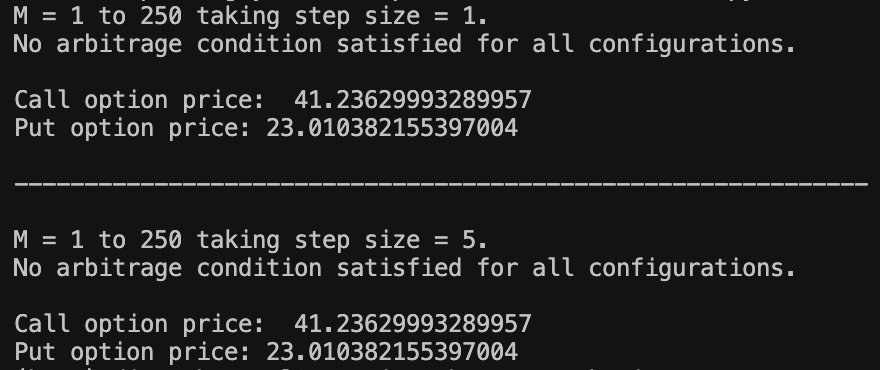 M = 1 to 250 taking step size = 1.
No arbitrage condition satisfied for all configurations.
Call option price:  41.23629993289957
Put option price: 23.010382155397004
-------------------------------------------------------------
M = 1 to 250 taking step size = 5.
No arbitrage condition satisfied for all configurations.
Call option price:  41.23629993289957
Put option price: 23.010382155397004